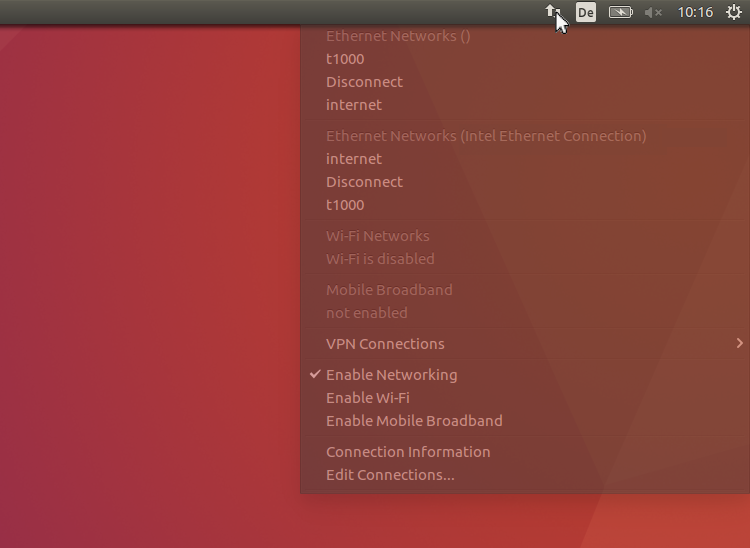 De 10:16
Ethernet Networks ()
t1000
Disconnect
internet
Ethernet Networks (Intel Ethernet Connection)
internet
Disconnect
t1000
Wi-Fi Networks
Wi-Fi is disabled
Mobile Broadband
not enabled
VPN Connections
Enable Networking
Enable Wi-Fi
Enable Mobile Broadband
Connection Information
Edit Connections...